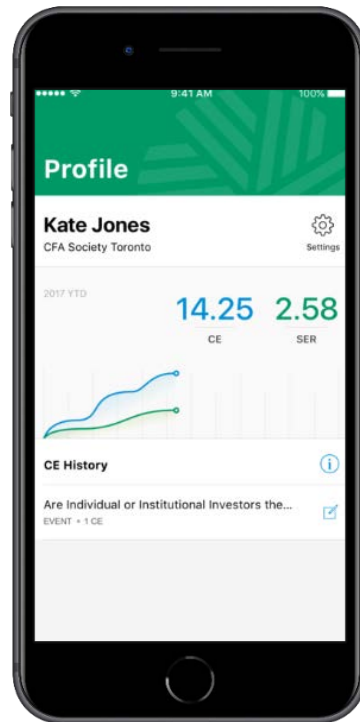 9:41 AM
100%
Profile
Kate Jones
CFA Society Toronto
Settings
2017 YTD
14.25 2.58
CE SER
CE History
Are Individual or Institutional Investors the...
EVENT • 1 CE